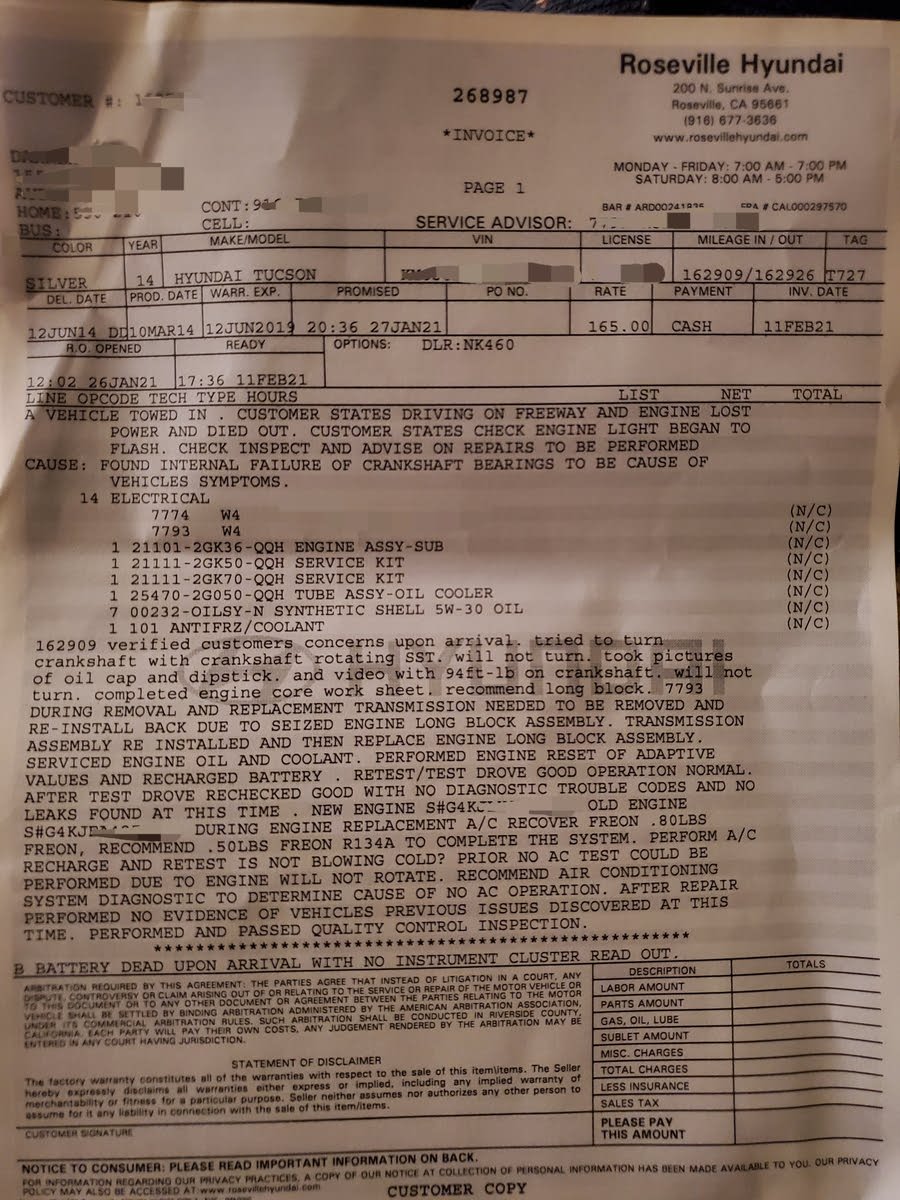 Roseville Hyundai
200 N. Sunrise Ave.
Roseville, CA 95661
(916) 677-3636
www.rosevillehyundai.com
MONDAY - FRIDAY: 7:00 AM - 7:00 PM
SATURDAY: 8:00 AM - 5:00 PM
CUSTOMER #:
268987
*INVOICE*
PAGE 1
HOME:
CONT:
BUS:
CELL:
SERVICE ADVISOR:
BAR # ARD00241935 EPA # CAL000297570
COLOR YEAR MAKE/MODEL VIN LICENSE MILEAGE IN / OUT TAG
SILVER 14 HYUNDAI TUCSON 162909/162926 T727
DEL. DATE PROD. DATE WARR. EXP. PROMISED PO NO. RATE PAYMENT INV. DATE
12JUN14 DD 10MAR14 12JUN2019 20:36 27JAN21 165.00 CASH 11FEB21
R.O. OPENED READY OPTIONS: DLR:NK460
12:02 26JAN21 17:36 11FEB21
LINE OPCODE TECH TYPE HOURS LIST NET TOTAL
A VEHICLE TOWED IN . CUSTOMER STATES DRIVING ON FREEWAY AND ENGINE LOST
POWER AND DIED OUT. CUSTOMER STATES CHECK ENGINE LIGHT BEGAN TO
FLASH. CHECK INSPECT AND ADVISE ON REPAIRS TO BE PERFORMED
CAUSE: FOUND INTERNAL FAILURE OF CRANKSHAFT BEARINGS TO BE CAUSE OF
VEHICLES SYMPTOMS.
14 ELECTRICAL
7774 W4 (N/C)
7793 W4 (N/C)
1 21101-2GK36-QQH ENGINE ASSY-SUB (N/C)
1 21111-2GK50-QQH SERVICE KIT (N/C)
1 21111-2GK70-QQH SERVICE KIT (N/C)
1 25470-2G050-QQH TUBE ASSY-OIL COOLER (N/C)
7 00232-OILSY-N SYNTHETIC SHELL 5W-30 OIL (N/C)
1 101 ANTIFRZ/COOLANT (N/C)
162909 verified customers concerns upon arrival. tried to turn
crankshaft with crankshaft rotating SST. will not turn. took pictures
of oil cap and dipstick. and video with 94ft-lb on crankshaft. will not
turn. completed engine core work sheet. recommend long block. 7793
DURING REMOVAL AND REPLACEMENT TRANSMISSION NEEDED TO BE REMOVED AND
RE-INSTALL BACK DUE TO SEIZED ENGINE LONG BLOCK ASSEMBLY. TRANSMISSION
ASSEMBLY RE INSTALLED AND THEN REPLACE ENGINE LONG BLOCK ASSEMBLY.
SERVICED ENGINE OIL AND COOLANT. PERFORMED ENGINE RESET OF ADAPTIVE
VALUES AND RECHARGED BATTERY . RETEST/TEST DROVE GOOD OPERATION NORMAL.
AFTER TEST DROVE RECHECKED GOOD WITH NO DIAGNOSTIC TROUBLE CODES AND NO
LEAKS FOUND AT THIS TIME . NEW ENGINE S#G4KJ OLD ENGINE
S#G4KJ DURING ENGINE REPLACEMENT A/C RECOVER FREON .80LBS
FREON, RECOMMEND .50LBS FREON R134A TO COMPLETE THE SYSTEM. PERFORM A/C
RECHARGE AND RETEST IS NOT BLOWING COLD? PRIOR NO AC TEST COULD BE
PERFORMED DUE TO ENGINE WILL NOT ROTATE. RECOMMEND AIR CONDITIONING
SYSTEM DIAGNOSTIC TO DETERMINE CAUSE OF NO AC OPERATION. AFTER REPAIR
PERFORMED NO EVIDENCE OF VEHICLES PREVIOUS ISSUES DISCOVERED AT THIS
TIME. PERFORMED AND PASSED QUALITY CONTROL INSPECTION.
****************************************************
B BATTERY DEAD UPON ARRIVAL WITH NO INSTRUMENT CLUSTER READ OUT.
ARBITRATION REQUIRED BY THIS AGREEMENT: THE PARTIES AGREE THAT INSTEAD OF LITIGATION IN A COURT, ANY
DISPUTE, CONTROVERSY OR CLAIM ARISING OUT OF OR RELATING TO THE SERVICE OR REPAIR OF THE MOTOR VEHICLE OR
TO THIS DOCUMENT OR TO ANY OTHER DOCUMENT OR AGREEMENT BETWEEN THE PARTIES RELATING TO THE MOTOR
VEHICLE SHALL BE SETTLED BY BINDING ARBITRATION ADMINISTERED BY THE AMERICAN ARBITRATION ASSOCIATION,
UNDER ITS COMMERCIAL ARBITRATION RULES. SUCH ARBITRATION SHALL BE CONDUCTED IN RIVERSIDE COUNTY,
CALIFORNIA. EACH PARTY WILL PAY THEIR OWN COSTS, ANY JUDGEMENT RENDERED BY THE ARBITRATION MAY BE
ENTERED IN ANY COURT HAVING JURISDICTION.
STATEMENT OF DISCLAIMER
The factory warranty constitutes all of the warranties with respect to the sale of this item\items. The Seller
hereby expressly disclaims all warranties either express or implied, including any implied warranty of
merchantability or fitness for a particular purpose. Seller neither assumes nor authorizes any other person to
assume for it any liability in connection with the sale of this item/items.
CUSTOMER SIGNATURE
DESCRIPTION TOTALS
LABOR AMOUNT
PARTS AMOUNT
GAS, OIL, LUBE
SUBLET AMOUNT
MISC. CHARGES
TOTAL CHARGES
LESS INSURANCE
SALES TAX
PLEASE PAY
THIS AMOUNT
NOTICE TO CONSUMER: PLEASE READ IMPORTANT INFORMATION ON BACK.
FOR INFORMATION REGARDING OUR PRIVACY PRACTICES, A COPY OF OUR NOTICE AT COLLECTION OF PERSONAL INFORMATION HAS BEEN MADE AVAILABLE TO YOU. OUR PRIVACY
POLICY MAY ALSO BE ACCESSED AT: www.rosevillehyundai.com
CUSTOMER COPY